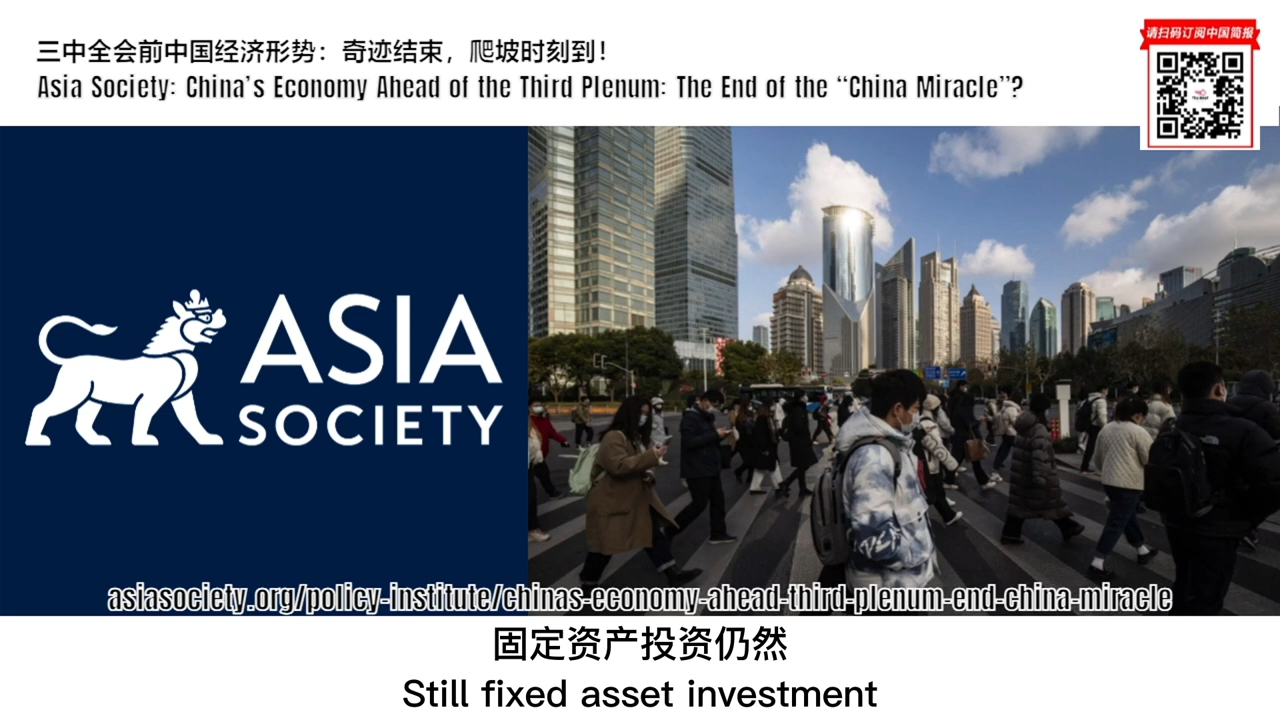 三中全会前中国经济形势：奇迹结束，爬坡时刻到！
请扫码订阅中国简报
Asia Society: China’s Economy Ahead of the Third Plenum: The End of the “China Miracle”?
ASIA
SOCIETY
asiasociety.org/policy-institute/chinas-economy-ahead-third-plenum-end-china-miracle
固定资产投资仍然
Still fixed asset investment